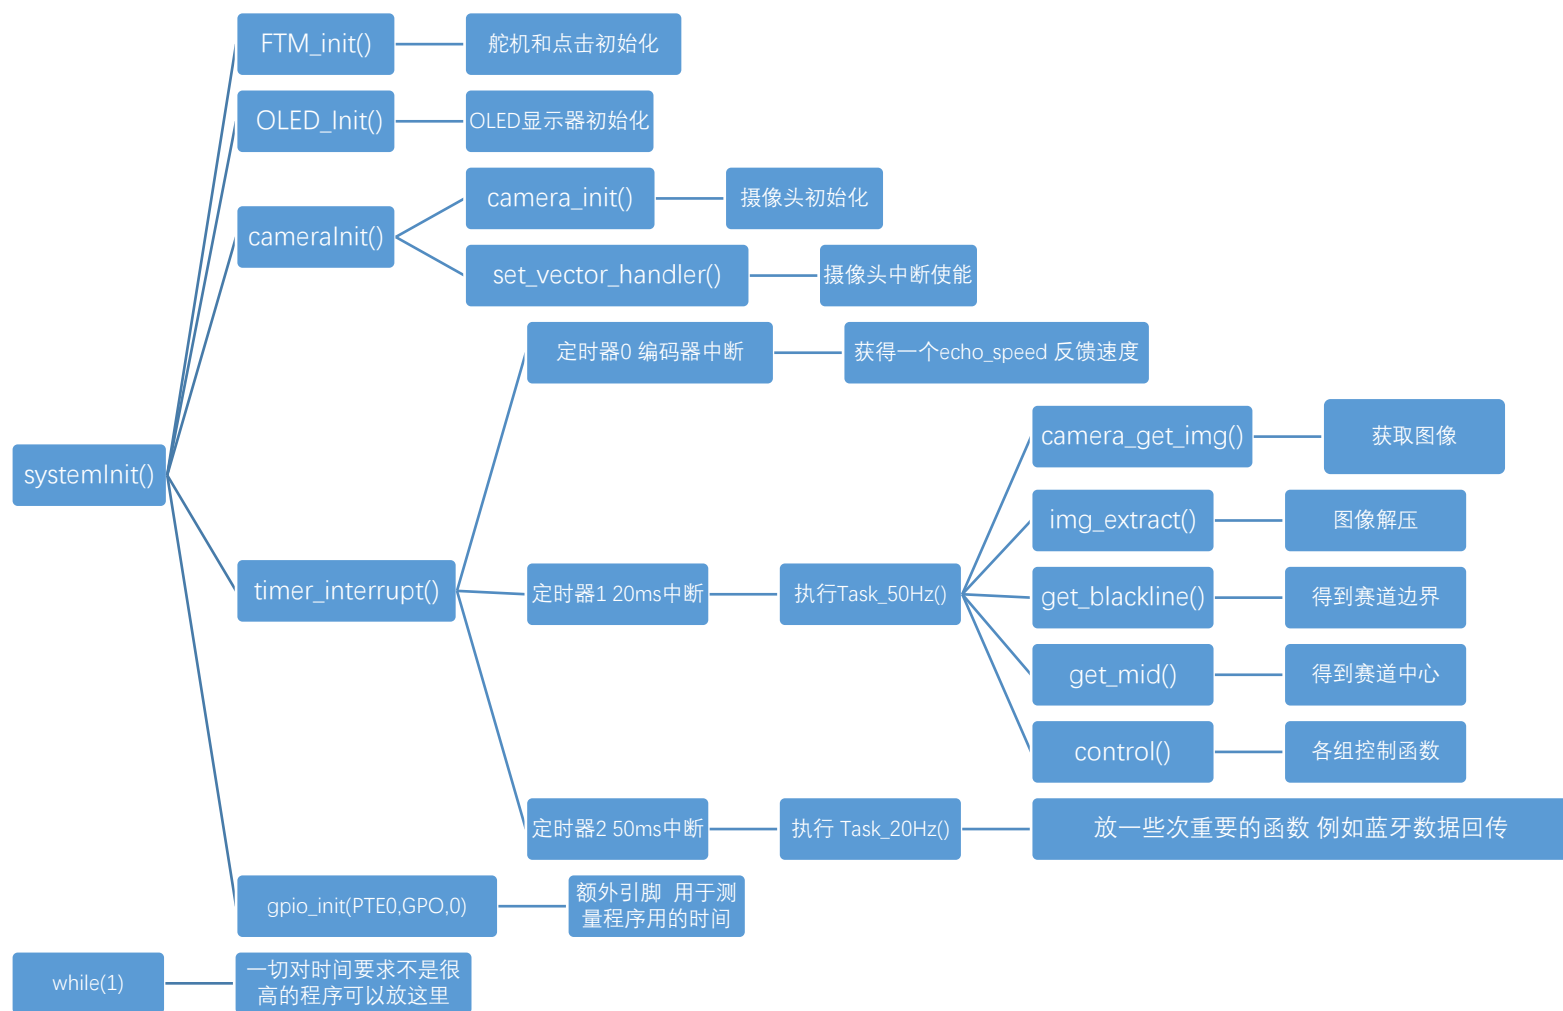 FTM_init()
舵机和点击初始化
OLED_Init()
OLED显示器初始化
cameraInit()
camera_init()
摄像头初始化
set_vector_handler()
摄像头中断使能
systemInit()
timer_interrupt()
定时器0 编码器中断
获得一个echo_speed 反馈速度
定时器1 20ms中断
执行Task_50Hz()
camera_get_img()
获取图像
img_extract()
图像解压
get_blackline()
得到赛道边界
get_mid()
得到赛道中心
control()
各组控制函数
定时器2 50ms中断
执行 Task_20Hz()
放一些次重要的函数 例如蓝牙数据回传
gpio_init(PTE0,GPO,0)
额外引脚 用于测
量程序用的时间
while(1)
一切对时间要求不是很
高的程序可以放这里